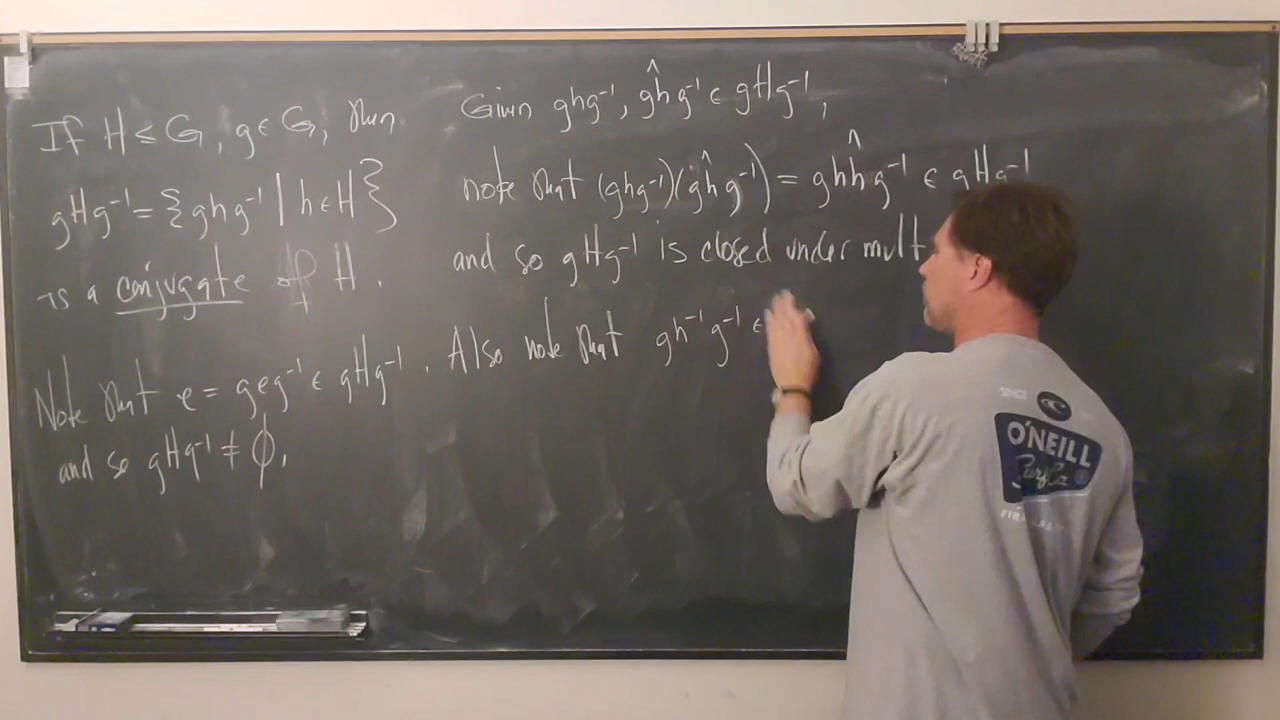 If H ≤ G, g ∈ G, then
gHg⁻¹ = {ghg⁻¹ | h ∈ H}
is a conjugate of H.
Note that e = geg⁻¹ ∈ gHg⁻¹
and so gHg⁻¹ ≠ ∅.
Given ghg⁻¹, gĥg⁻¹ ∈ gHg⁻¹,
note that (ghg⁻¹)(gĥg⁻¹) = ghĥg⁻¹ ∈ gHg⁻¹
and so gHg⁻¹ is closed under mult
. Also note that gh⁻¹g⁻¹ ∈
SINCE
O'NEILL